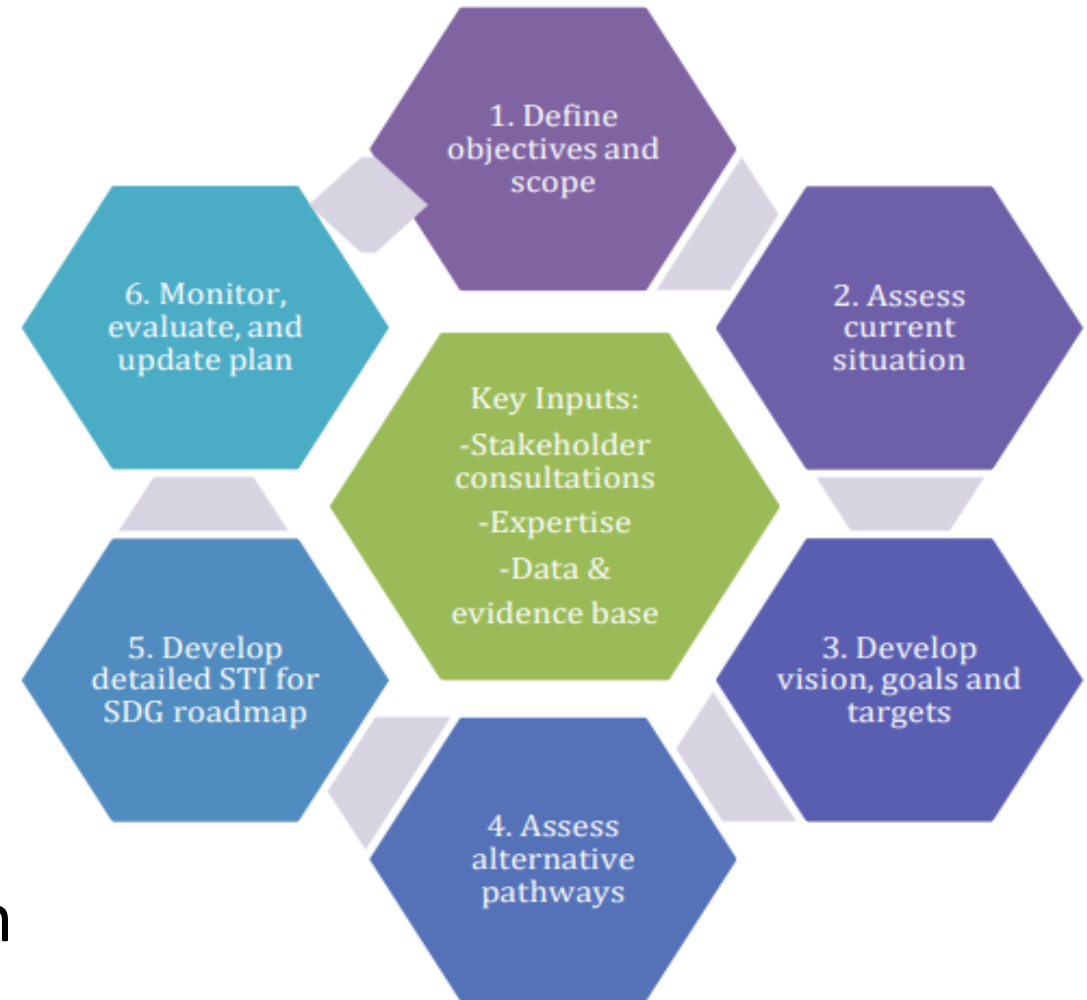 1. Define
objectives and
scope
2. Assess
current
situation
3. Develop
vision, goals and
targets
4. Assess
alternative
pathways
5. Develop
detailed STI for
SDG roadmap
6. Monitor,
evaluate, and
update plan
Key Inputs:
-Stakeholder
consultations
-Expertise
-Data &
evidence base
n